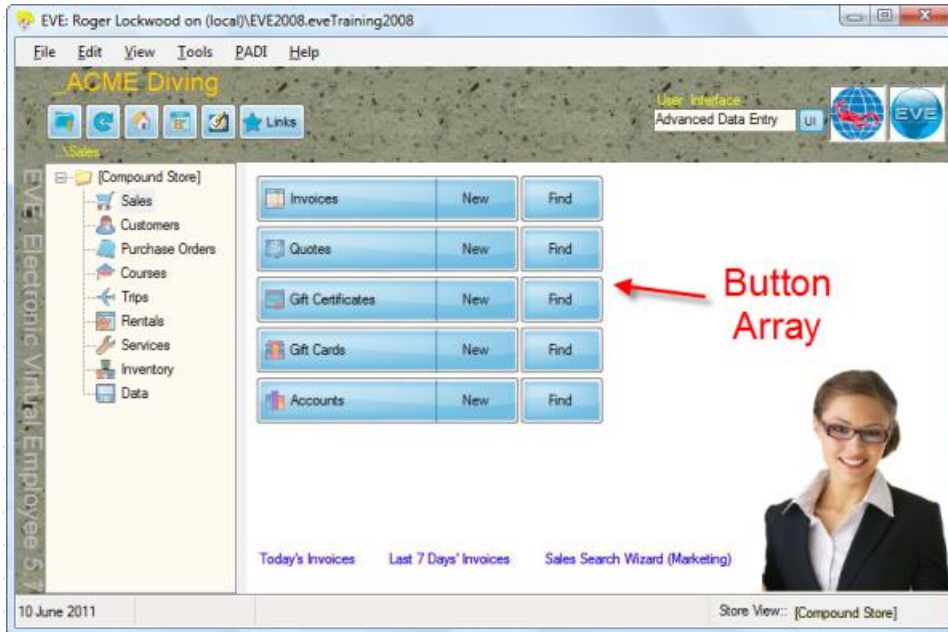 EVE: Roger Lockwood on (local)\EVE2008.eveTraining2008
File Edit View Tools PADI Help
_ACME Diving
User Interface
Links
Advanced Data Entry UI
EVE
\Sales
EVE: Electronic Virtual Employee 5.7
[Compound Store]
Sales
Customers
Purchase Orders
Courses
Trips
Rentals
Services
Inventory
Data
Invoices New Find
Quotes New Find
Gift Certificates New Find
Gift Cards New Find
Accounts New Find
Button
Array
Today's Invoices Last 7 Days' Invoices Sales Search Wizard (Marketing)
10 June 2011 Store View:: [Compound Store]